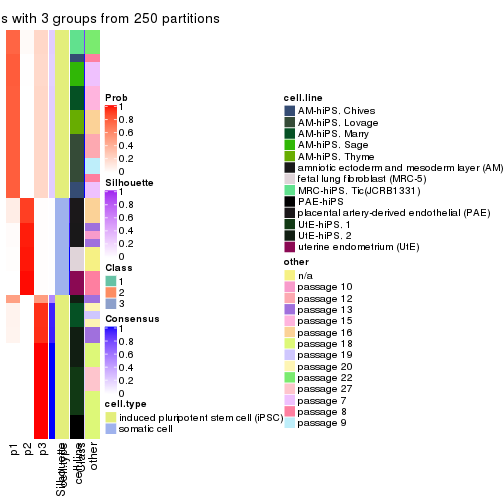 s with 3 groups from 250 partitions
Prob
1
0.8
0.6
0.4
0.2
0
Silhouette
1
0.8
0.6
0.4
0.2
0
Class
1
2
3
Consensus
1
0.8
0.6
0.4
0.2
0
cell.type
induced pluripotent stem cell (iPSC)
somatic cell
cell.line
AM-hiPS. Chives
AM-hiPS. Lovage
AM-hiPS. Marry
AM-hiPS. Sage
AM-hiPS. Thyme
amniotic ectoderm and mesoderm layer (AM)
fetal lung fibroblast (MRC-5)
MRC-hiPS. Tic(JCRB1331)
PAE-hiPS
placental artery-derived endothelial (PAE)
UtE-hiPS. 1
UtE-hiPS. 2
uterine endometrium (UtE)
other
n/a
passage 10
passage 12
passage 13
passage 15
passage 16
passage 18
passage 19
passage 20
passage 22
passage 27
passage 7
passage 8
passage 9
p1
p2
p3
Silhouette
cell.type
cell.line
Class
other